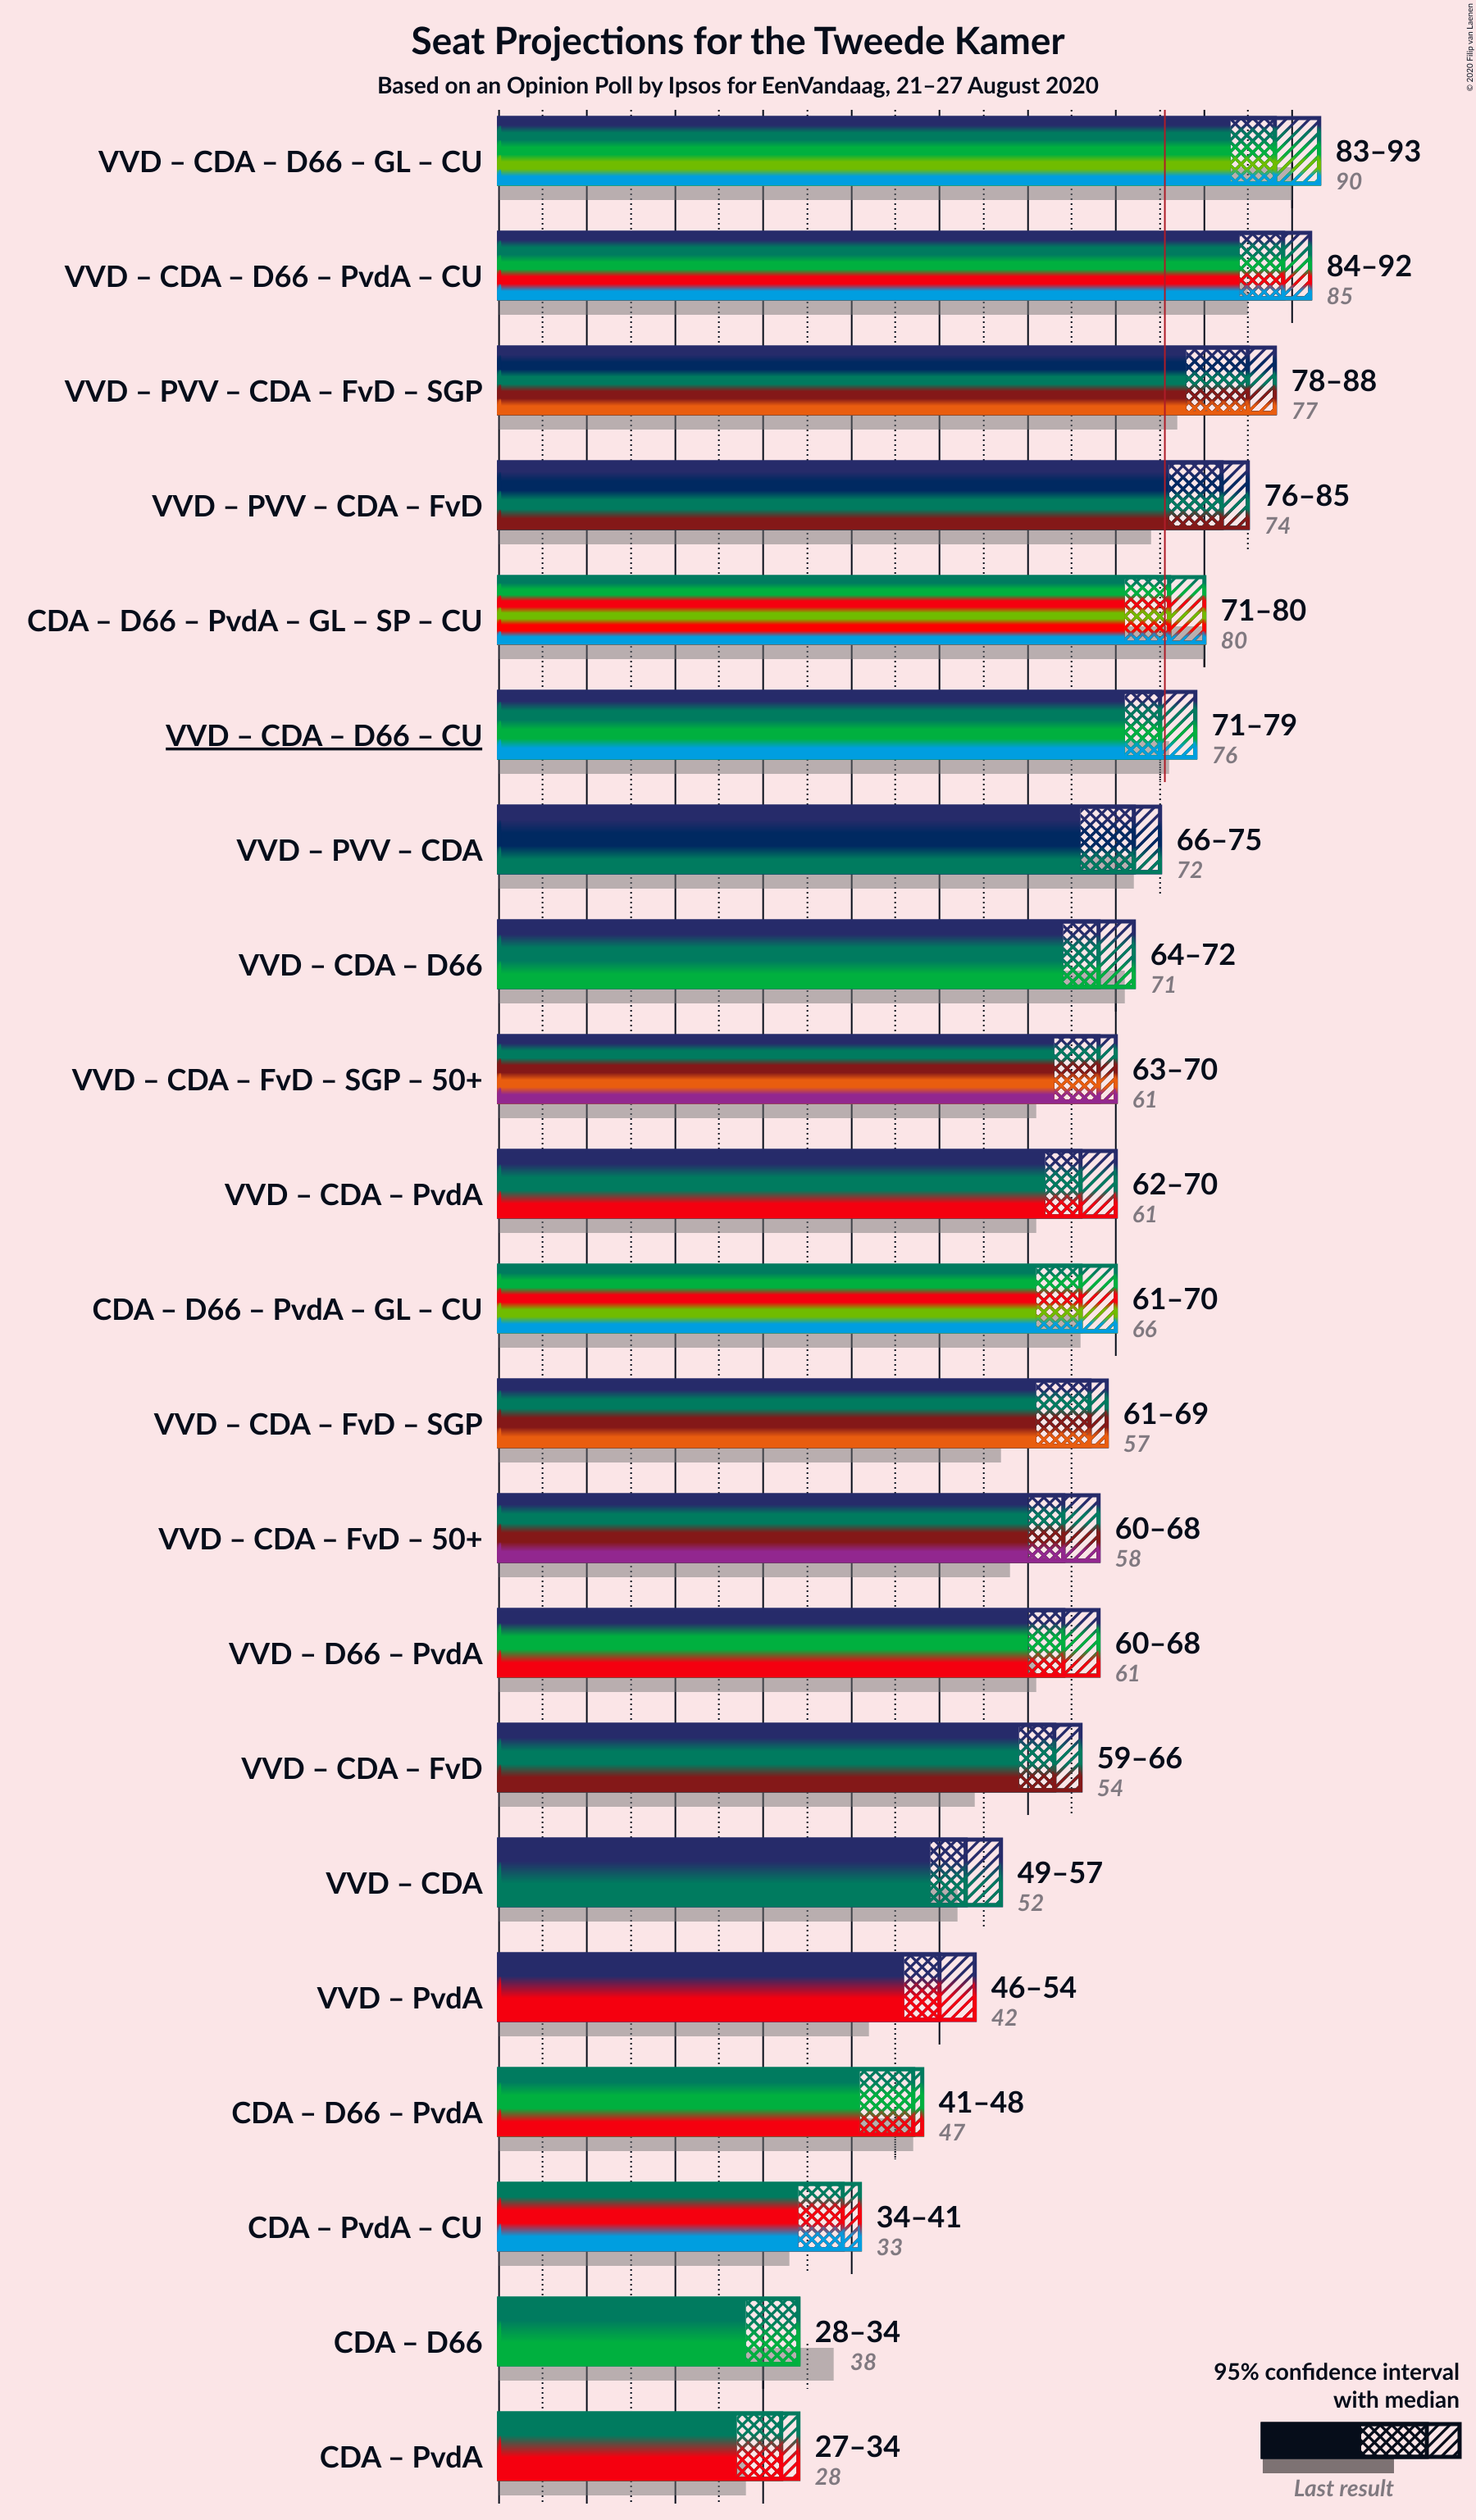 Seat Projections for the Tweede Kamer
Based on an Opinion Poll by Ipsos for EenVandaag, 21–27 August 2020
© 2020 Filip van Laenen
VVD – CDA – D66 – GL – CU
83–93
90
VVD – CDA – D66 – PvdA – CU
84–92
85
VVD – PVV – CDA – FvD – SGP
78–88
77
VVD – PVV – CDA – FvD
76–85
74
CDA – D66 – PvdA – GL – SP – CU
71–80
80
VVD – CDA – D66 – CU
71–79
76
VVD – PVV – CDA
66–75
72
VVD – CDA – D66
64–72
71
VVD – CDA – FvD – SGP – 50+
63–70
61
VVD – CDA – PvdA
62–70
61
CDA – D66 – PvdA – GL – CU
61–70
66
VVD – CDA – FvD – SGP
61–69
57
VVD – CDA – FvD – 50+
60–68
58
VVD – D66 – PvdA
60–68
61
VVD – CDA – FvD
59–66
54
VVD – CDA
49–57
52
VVD – PvdA
46–54
42
CDA – D66 – PvdA
41–48
47
CDA – PvdA – CU
34–41
33
CDA – D66
28–34
38
CDA – PvdA
27–34
28
95% confidence interval
with median
Last result